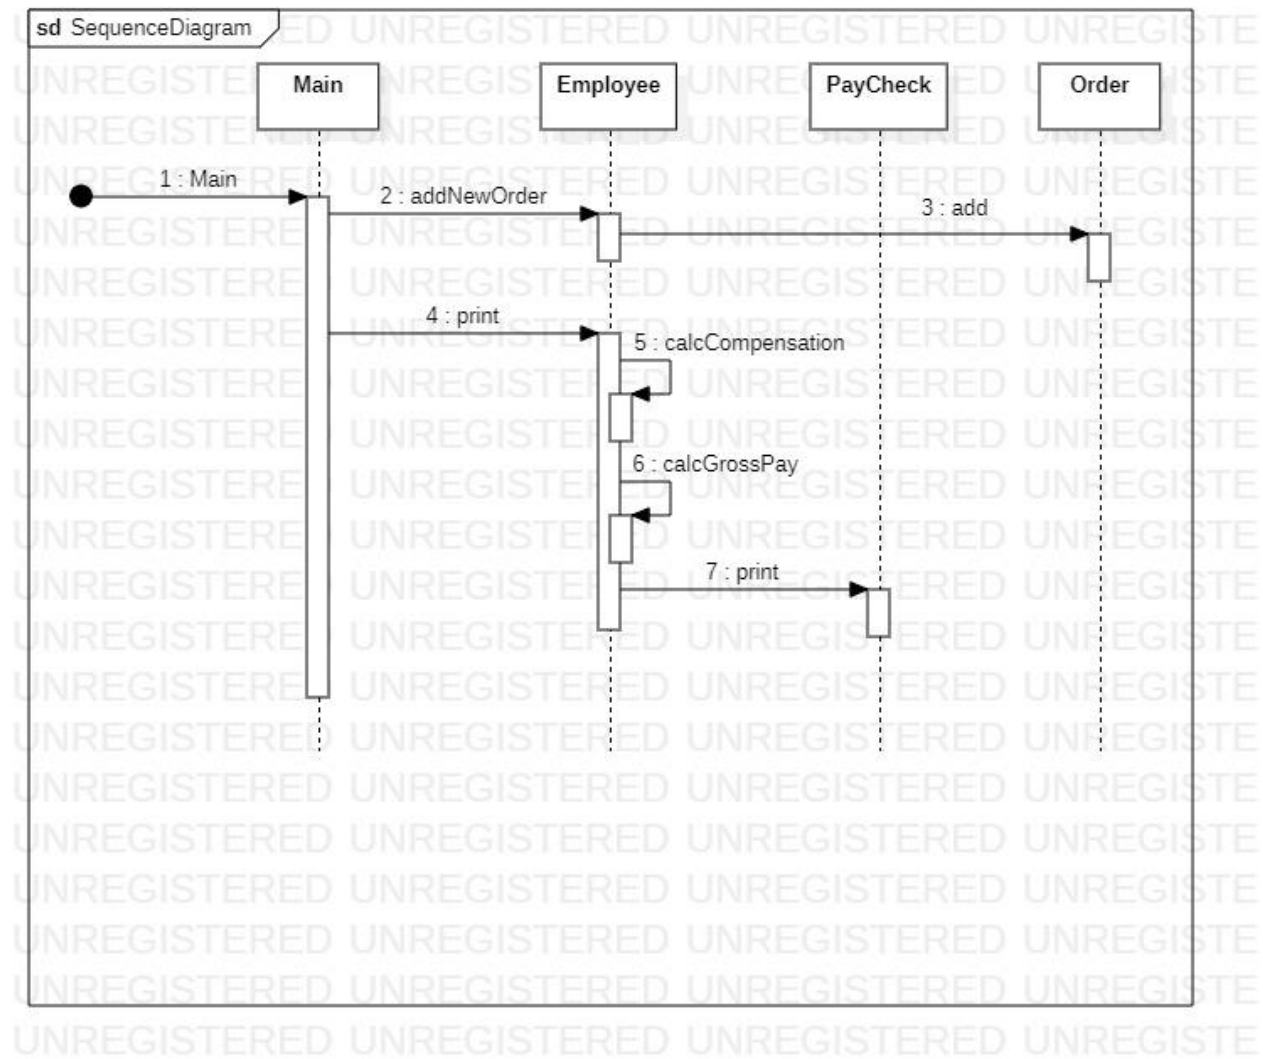 sd SequenceDiagram
Main
Employee
PayCheck
Order
1 : Main
2 : addNewOrder
3 : add
4 : print
5 : calcCompensation
6 : calcGrossPay
7 : print
UNREGISTERED UNREGISTERED UNREGISTERED UNREGISTE